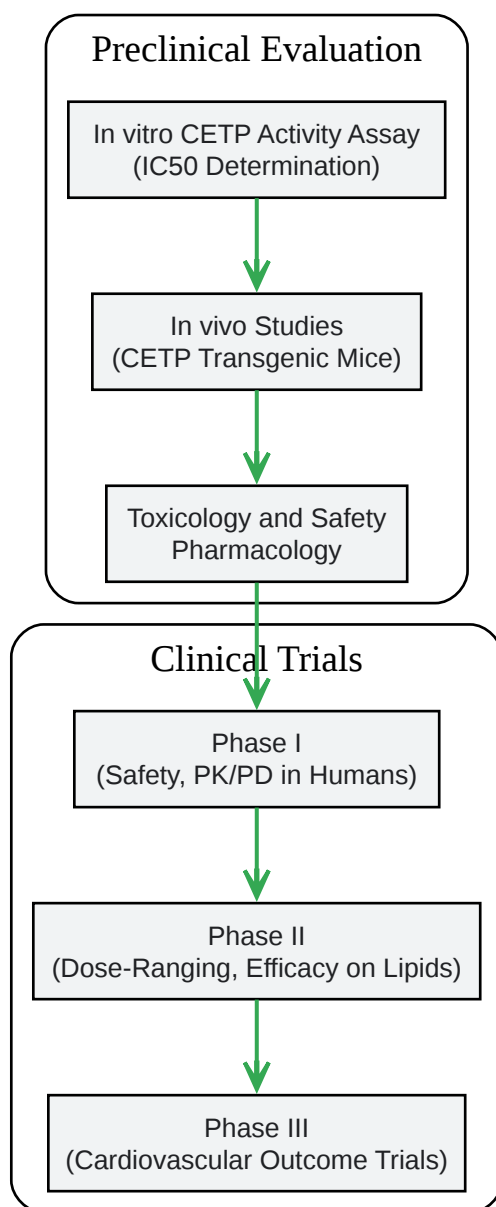 Preclinical Evaluation
In vitro CETP Activity Assay
(IC50 Determination)
In vivo Studies
(CETP Transgenic Mice)
Toxicology and Safety
Pharmacology
Clinical Trials
Phase I
(Safety, PK/PD in Humans)
Phase II
(Dose-Ranging, Efficacy on Lipids)
Phase III
(Cardiovascular Outcome Trials)